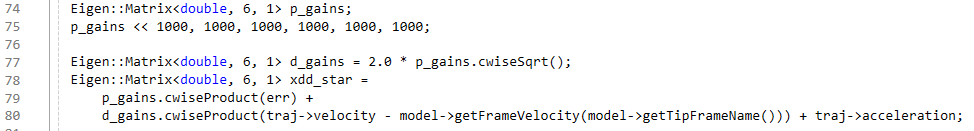 74 Eigen::Matrix<double, 6, 1> p_gains;
75 p_gains << 1000, 1000, 1000, 1000, 1000, 1000;
76
77 Eigen::Matrix<double, 6, 1> d_gains = 2.0 * p_gains.cwiseSqrt();
78 Eigen::Matrix<double, 6, 1> xdd_star =
79 p_gains.cwiseProduct(err) +
80 d_gains.cwiseProduct(traj->velocity - model->getFrameVelocity(model->getTipFrameName())) + traj->acceleration;